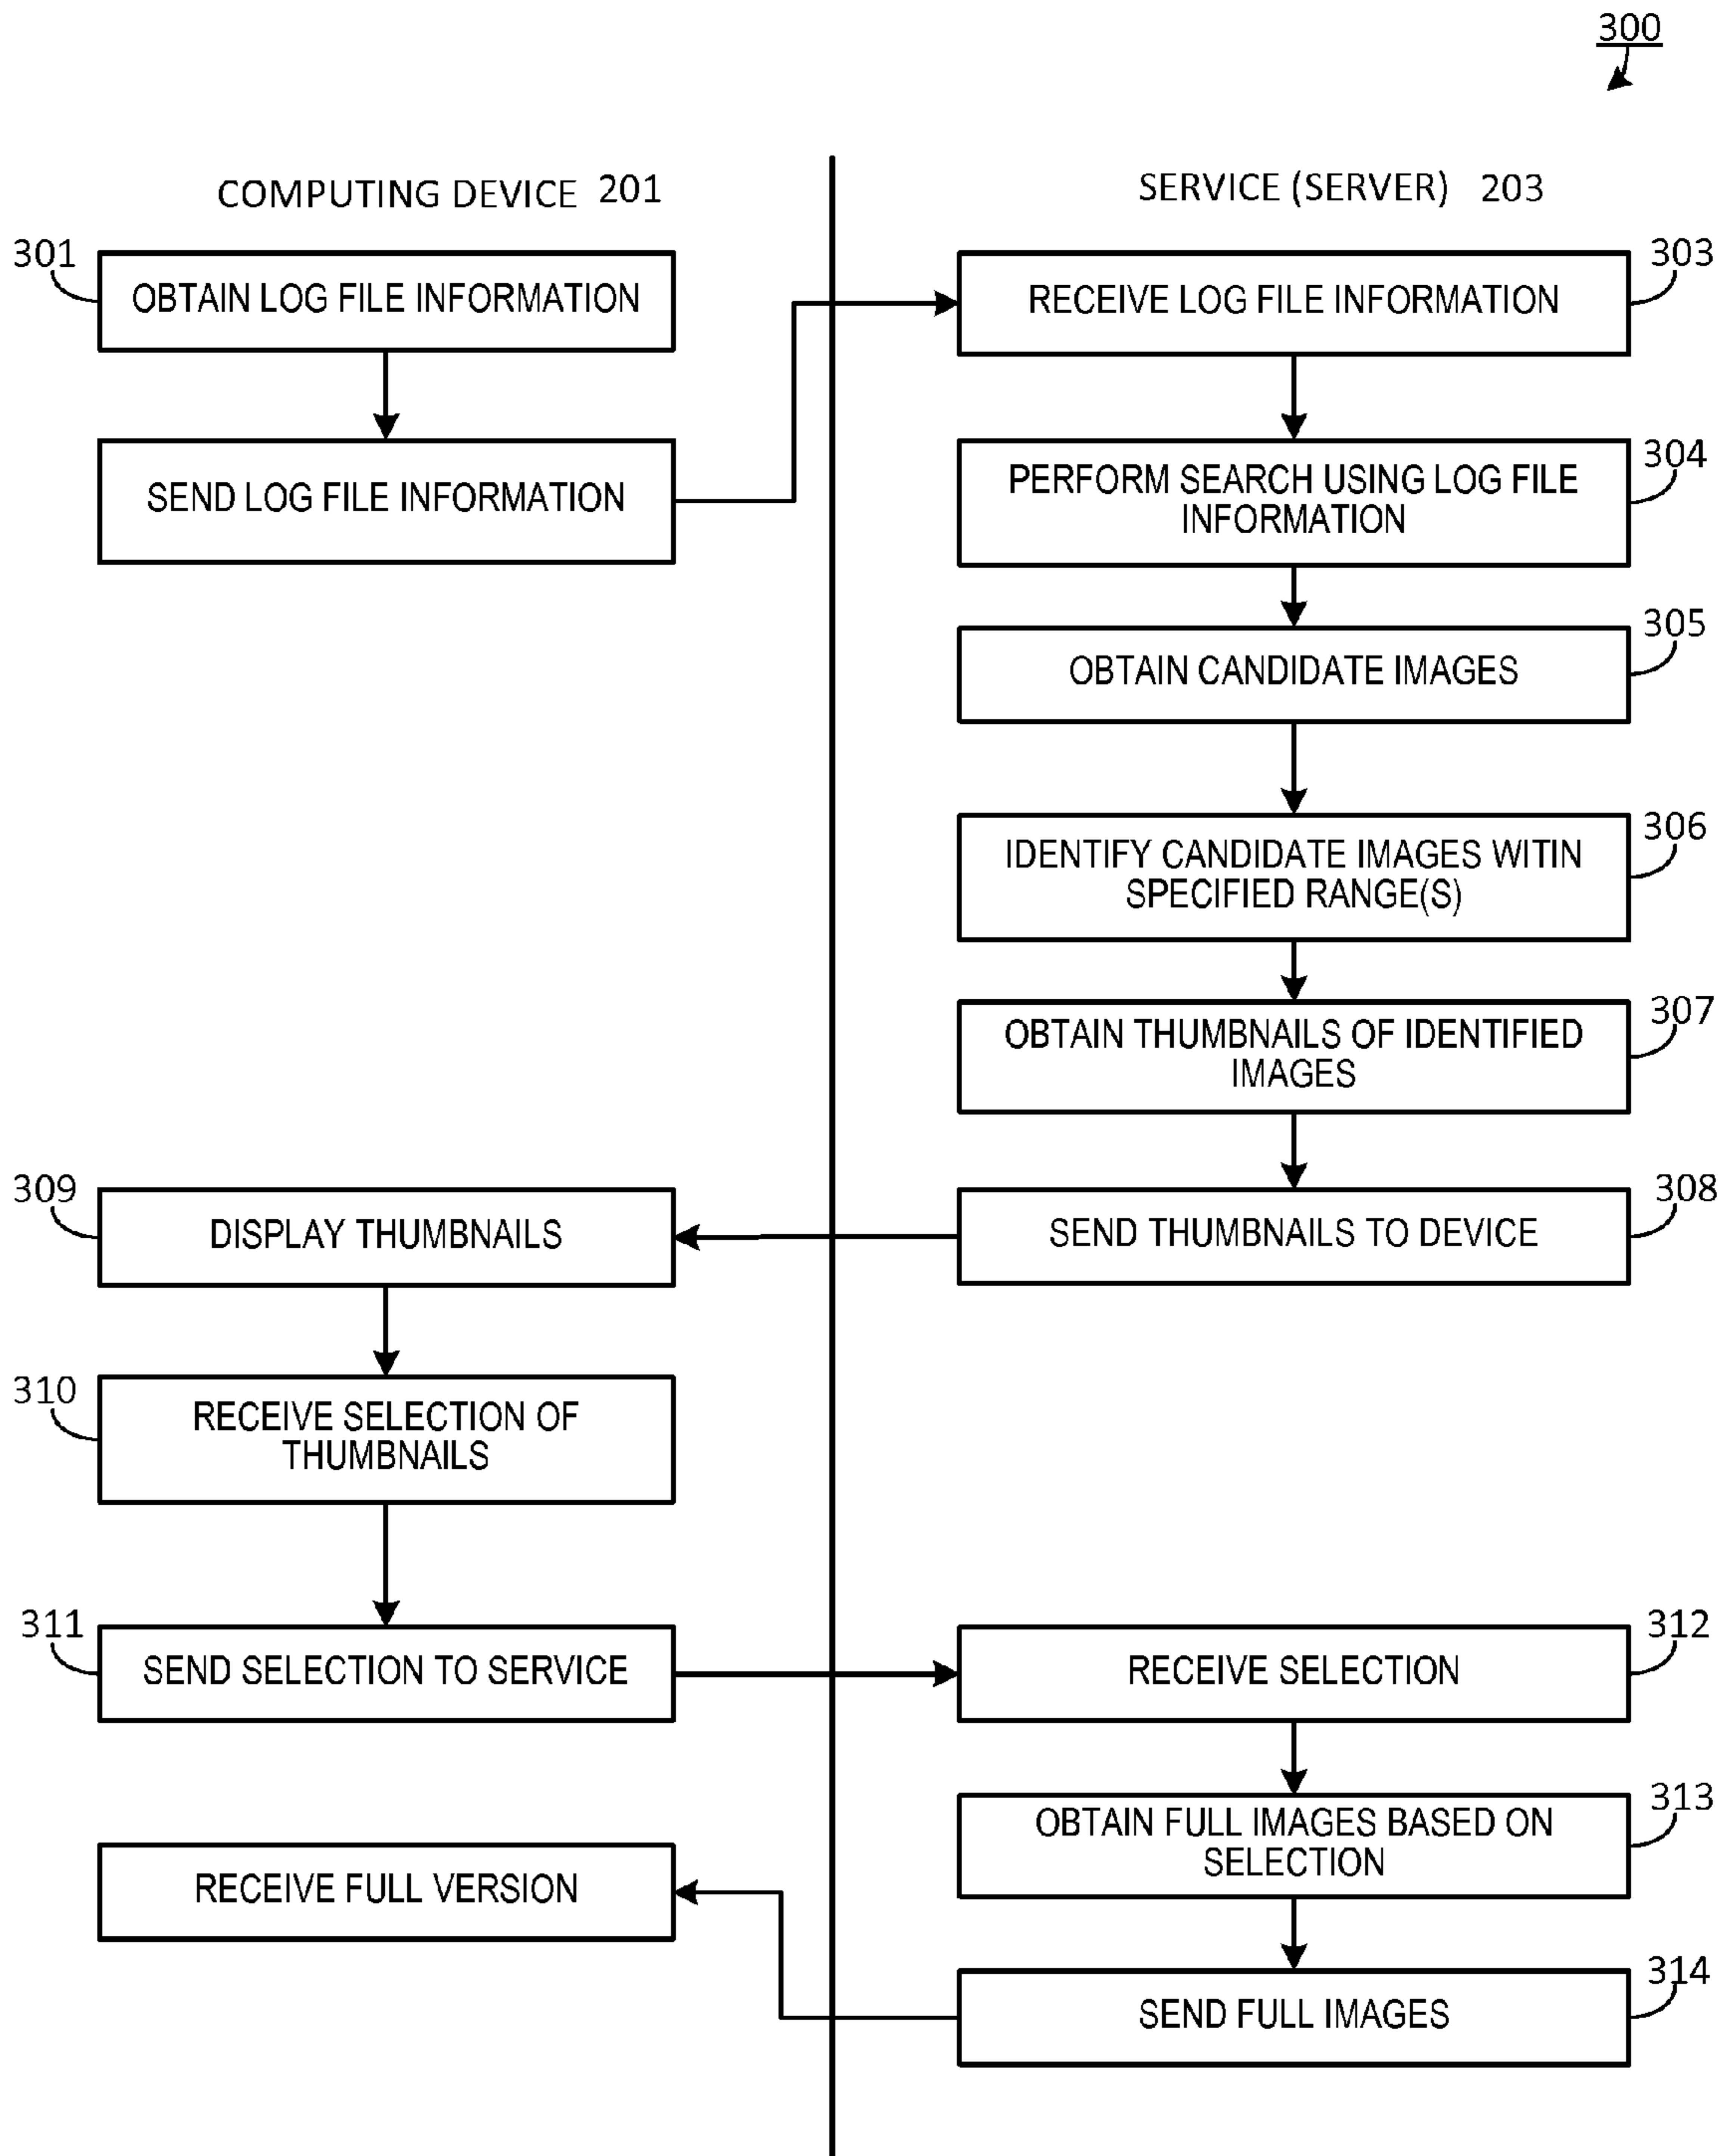 300
COMPUTING DEVICE 201
SERVICE (SERVER) 203
301
OBTAIN LOG FILE INFORMATION
303
RECEIVE LOG FILE INFORMATION
SEND LOG FILE INFORMATION
304
PERFORM SEARCH USING LOG FILE
INFORMATION
305
OBTAIN CANDIDATE IMAGES
306
IDENTIFY CANDIDATE IMAGES WITIN
SPECIFIED RANGE(S)
307
OBTAIN THUMBNAILS OF IDENTIFIED
IMAGES
308
SEND THUMBNAILS TO DEVICE
309
DISPLAY THUMBNAILS
310
RECEIVE SELECTION OF
THUMBNAILS
311
SEND SELECTION TO SERVICE
312
RECEIVE SELECTION
313
OBTAIN FULL IMAGES BASED ON
SELECTION
RECEIVE FULL VERSION
314
SEND FULL IMAGES